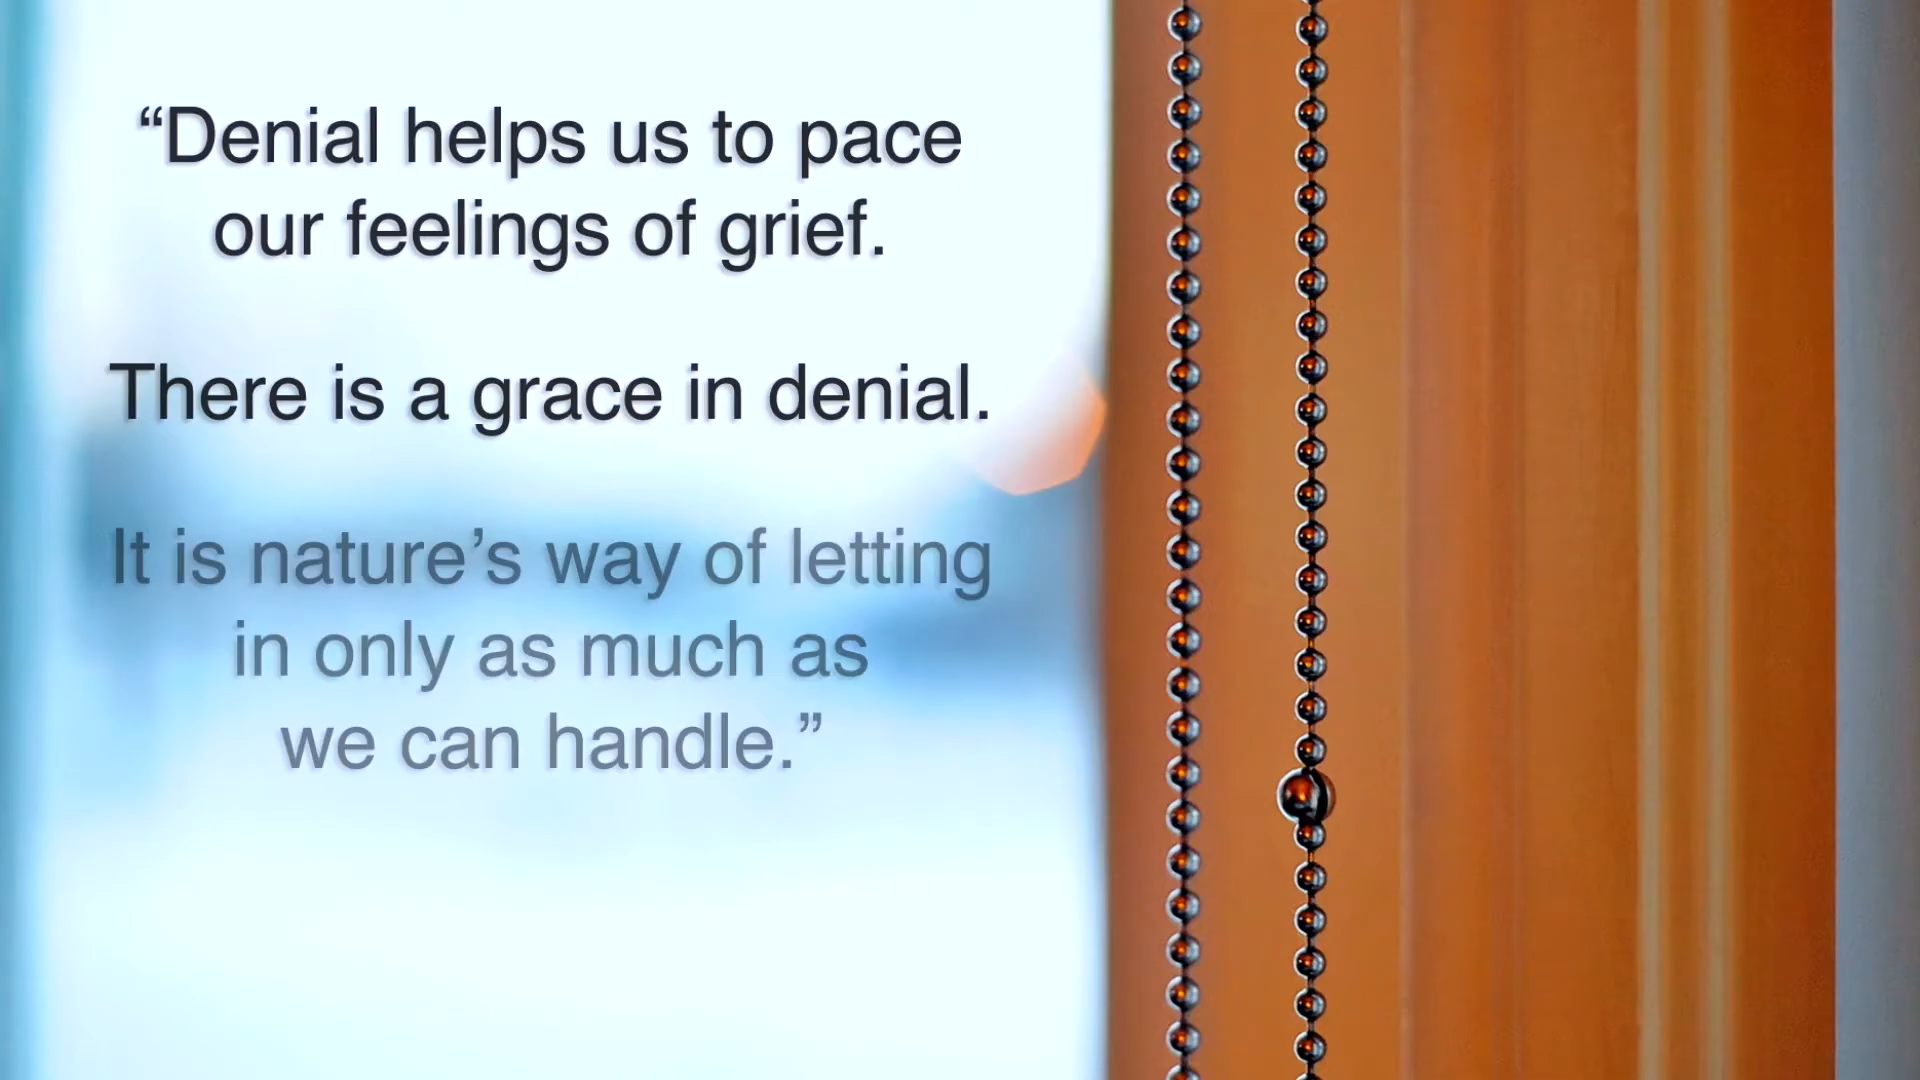 “Denial helps us to pace
our feelings of grief.
There is a grace in denial.
It is nature’s way of letting
in only as much as
we can handle.”